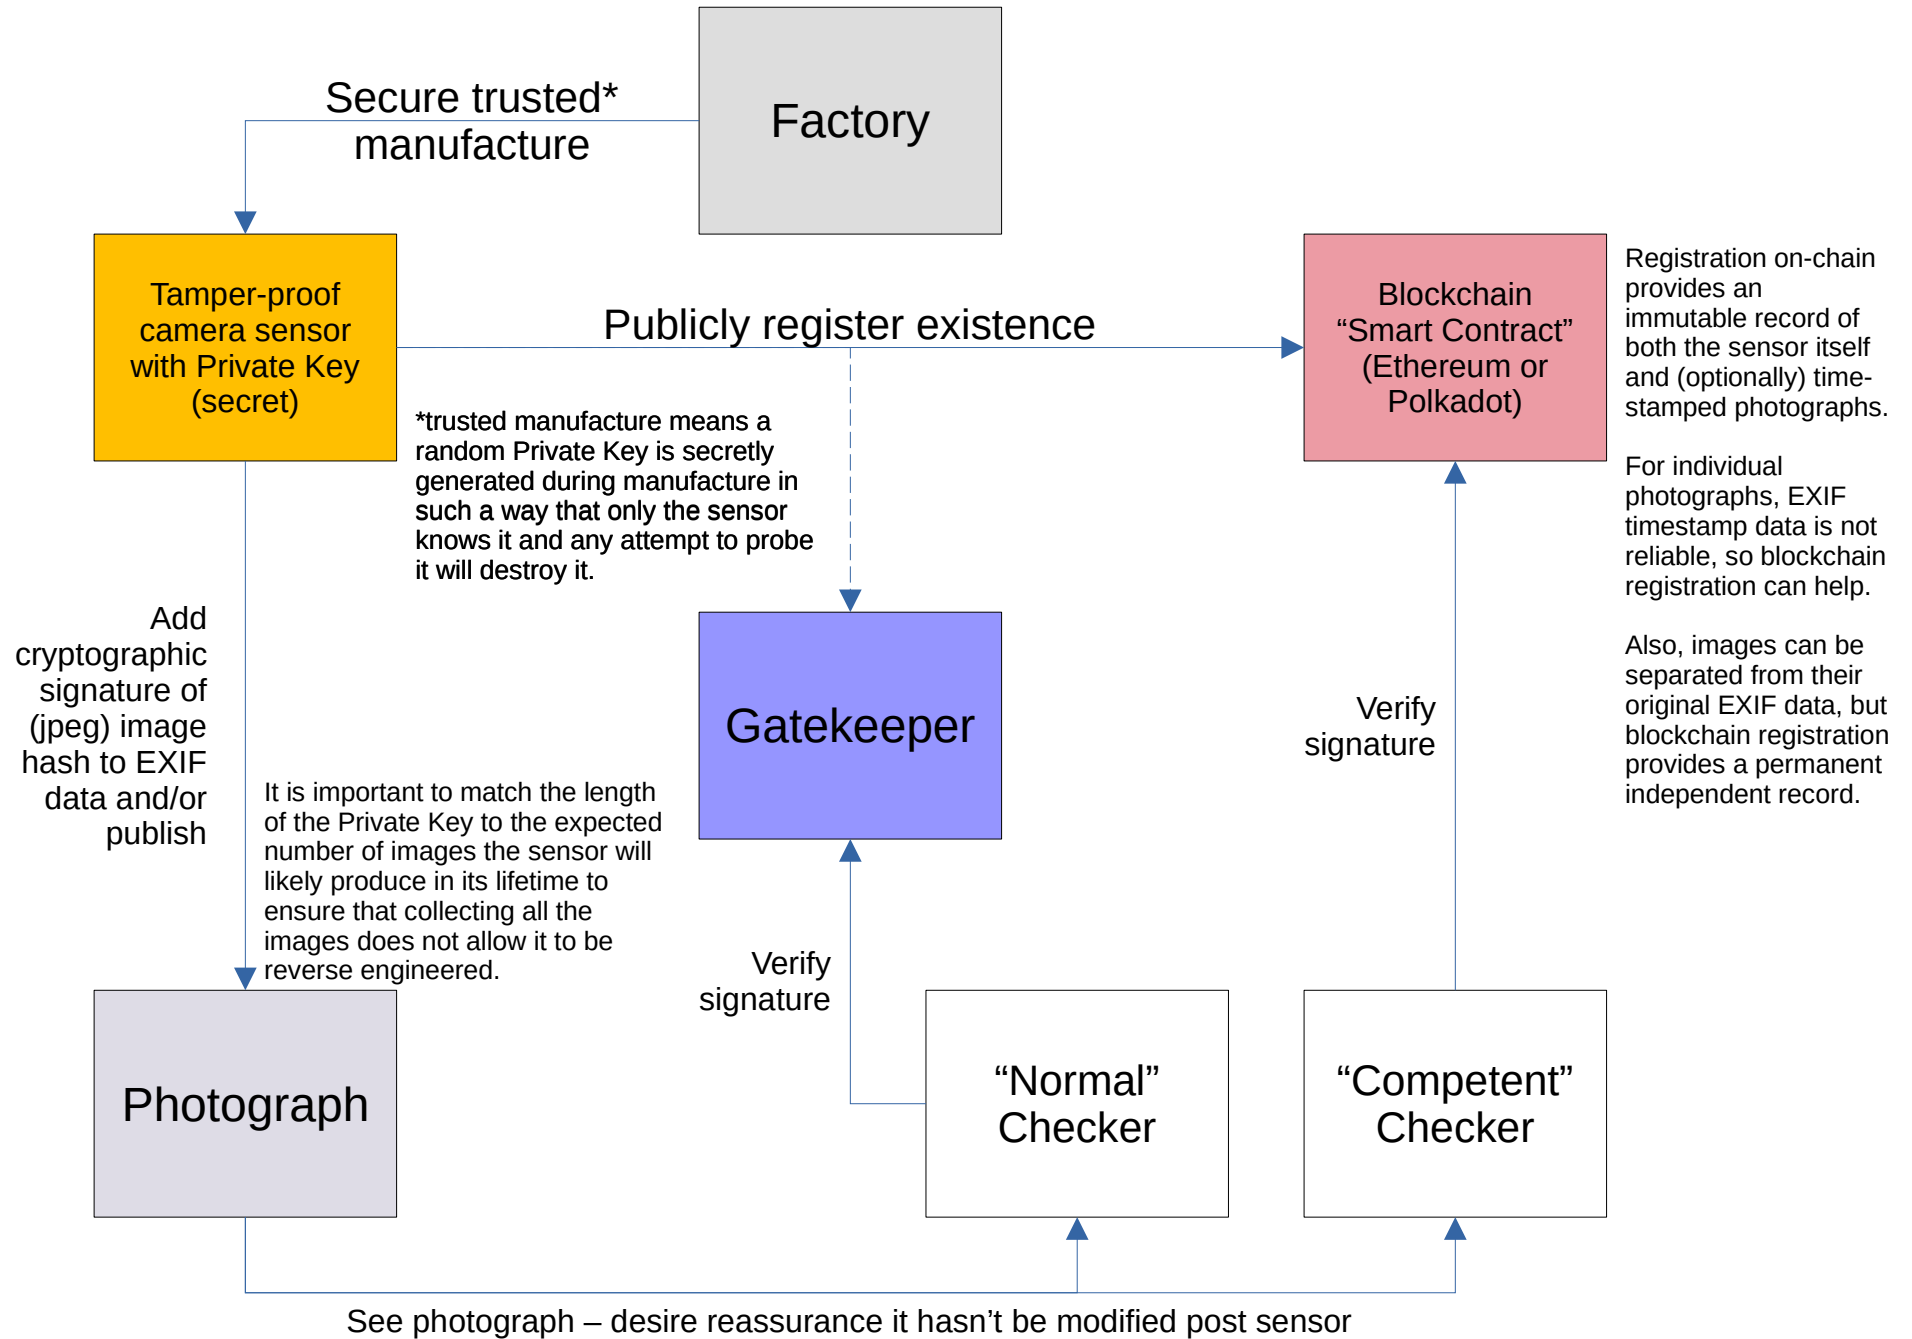 Factory
Secure trusted*
manufacture
Tamper-proof
camera sensor
with Private Key
(secret)
Publicly register existence
Blockchain
“Smart Contract”
(Ethereum or
Polkadot)
Registration on-chain
provides an
immutable record of
both the sensor itself
and (optionally) time-
stamped photographs.
For individual
photographs, EXIF
timestamp data is not
reliable, so blockchain
registration can help.
Also, images can be
separated from their
original EXIF data, but
blockchain registration
provides a permanent
independent record.
*trusted manufacture means a
random Private Key is secretly
generated during manufacture in
such a way that only the sensor
knows it and any attempt to probe
it will destroy it.
Add
cryptographic
signature of
(jpeg) image
hash to EXIF
data and/or
publish
It is important to match the length
of the Private Key to the expected
number of images the sensor will
likely produce in its lifetime to
ensure that collecting all the
images does not allow it to be
reverse engineered.
Gatekeeper
Verify
signature
Verify
signature
Photograph
“Normal”
Checker
“Competent”
Checker
See photograph – desire reassurance it hasn’t be modified post sensor